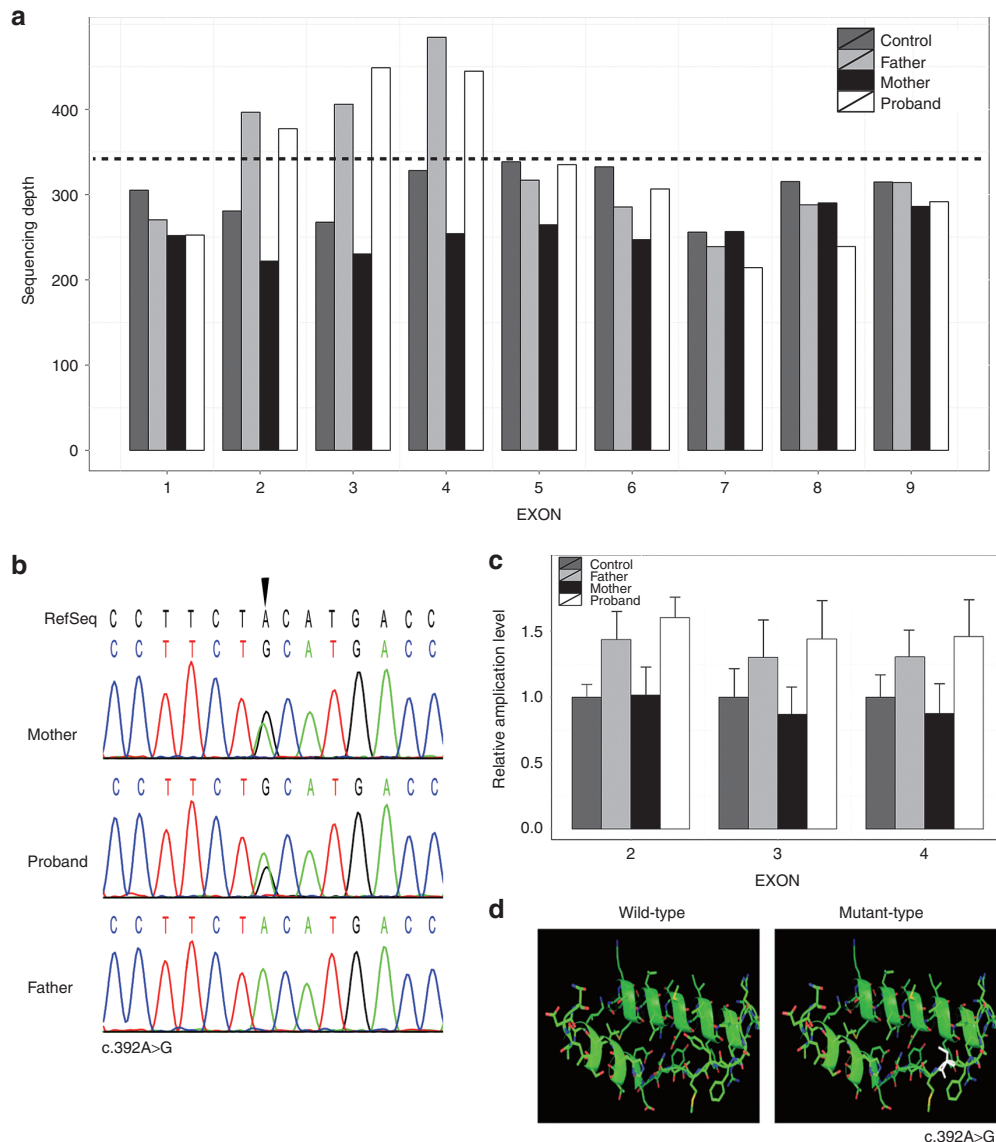 a
Control
Father
Mother
Proband
400
300
200
100
0
Sequencing depth
1 2 3 4 5 6 7 8 9
EXON
b
RefSeq C C T T C T A C A T G A C C
C C T T C T G C A T G A C C
Mother
C C T T C T G C A T G A C C
Proband
C C T T C T A C A T G A C C
Father
c.392A>G
c
Control
Father
Mother
Proband
1.5
1.0
0.5
0.0
Relative amplication level
2 3 4
EXON
d
Wild-type Mutant-type
c.392A>G